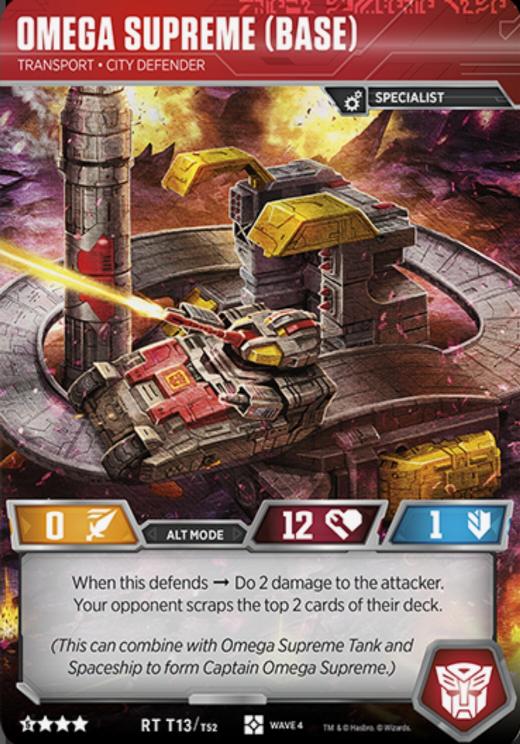 OMEGA SUPREME (BASE)
TRANSPORT • CITY DEFENDER
SPECIALIST
0
ALT MODE
12
1
When this defends → Do 2 damage to the attacker.
Your opponent scraps the top 2 cards of their deck.
(This can combine with Omega Supreme Tank and
Spaceship to form Captain Omega Supreme.)
RT T13/T52
WAVE 4
TM & © Hasbro. © Wizards.